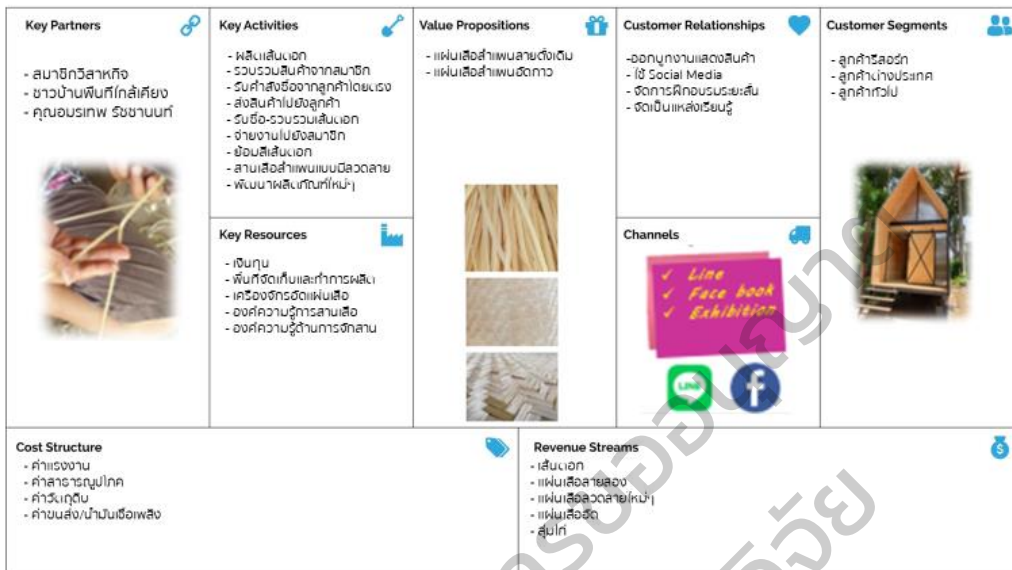 Key Partners
- สมาชิกวิสาหกิจ
- ชาวบ้านพื้นที่ใกล้เคียง
- คุณอมรเทพ รัชชานนท์
Key Activities
- ผลิตเส้นตอก
- รวบรวมสินค้าจากสมาชิก
- รับคำสั่งซื้อจากลูกค้าโดยตรง
- ส่งสินค้าไปยังลูกค้า
- รับซื้อ-รวบรวมเส้นตอก
- จ่ายงานไปยังสมาชิก
- ย้อมสีเส้นตอก
- สานเสื่อลำแพนแบบมีลวดลาย
- พัฒนาผลิตภัณฑ์ใหม่ๆ
Key Resources
- เงินทุน
- พื้นที่จัดเก็บและทำการผลิต
- เครื่องจักรอัดแผ่นเสื่อ
- องค์ความรู้การสานเสื่อ
- องค์ความรู้ด้านการจักสาน
Value Propositions
- แผ่นเสื่อลำแพนลายดั้งเดิม
- แผ่นเสื่อลำแพนอัดกาว
Customer Relationships
-ออกบูทงานแสดงสินค้า
- ใช้ Social Media
- จัดการฝึกอบรมระยะสั้น
- จัดเป็นแหล่งเรียนรู้
Channels
✓ Line
✓ Face book
✓ Exhibition
LINE
f
Customer Segments
- ลูกค้ารีสอร์ท
- ลูกค้าต่างประเทศ
- ลูกค้าทั่วไป
Cost Structure
- ค่าแรงงาน
- ค่าสาธารณูปโภค
- ค่าวัตถุดิบ
- ค่าขนส่ง/น้ำมันเชื้อเพลิง
Revenue Streams
- เส้นตอก
- แผ่นเสื่อลายสอง
- แผ่นเสื่อลวดลายใหม่ๆ
- แผ่นเสื่ออัด
- สุ่มไก่